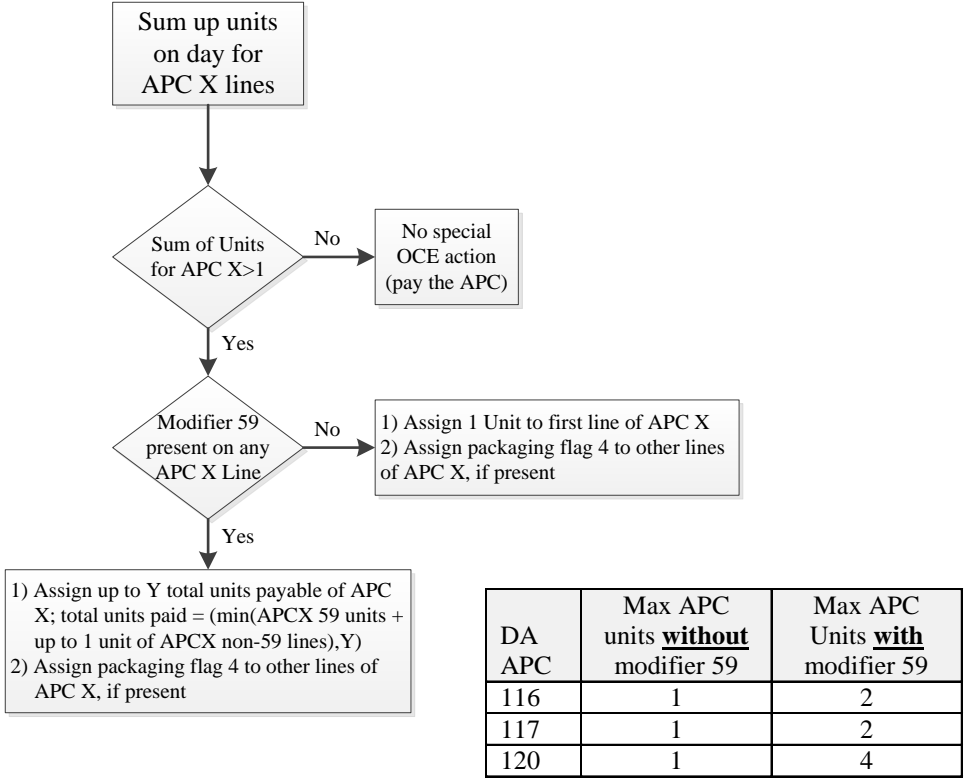 Sum up units
on day for
APC X lines
Sum of Units
for APC X>1
No
No special
OCE action
(pay the APC)
Yes
Modifier 59
present on any
APC X Line
No
1) Assign 1 Unit to first line of APC X
2) Assign packaging flag 4 to other lines
of APC X, if present
Yes
1) Assign up to Y total units payable of APC
X; total units paid = (min(APCX 59 units +
up to 1 unit of APCX non-59 lines),Y)
2) Assign packaging flag 4 to other lines of
APC X, if present
DA
APC
Max APC
units without
modifier 59
Max APC
Units with
modifier 59
116 1 2
117 1 2
120 1 4